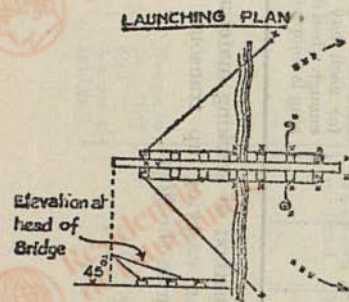 LAUNCHING PLAN
Elevation at
head of
Bridge
45°